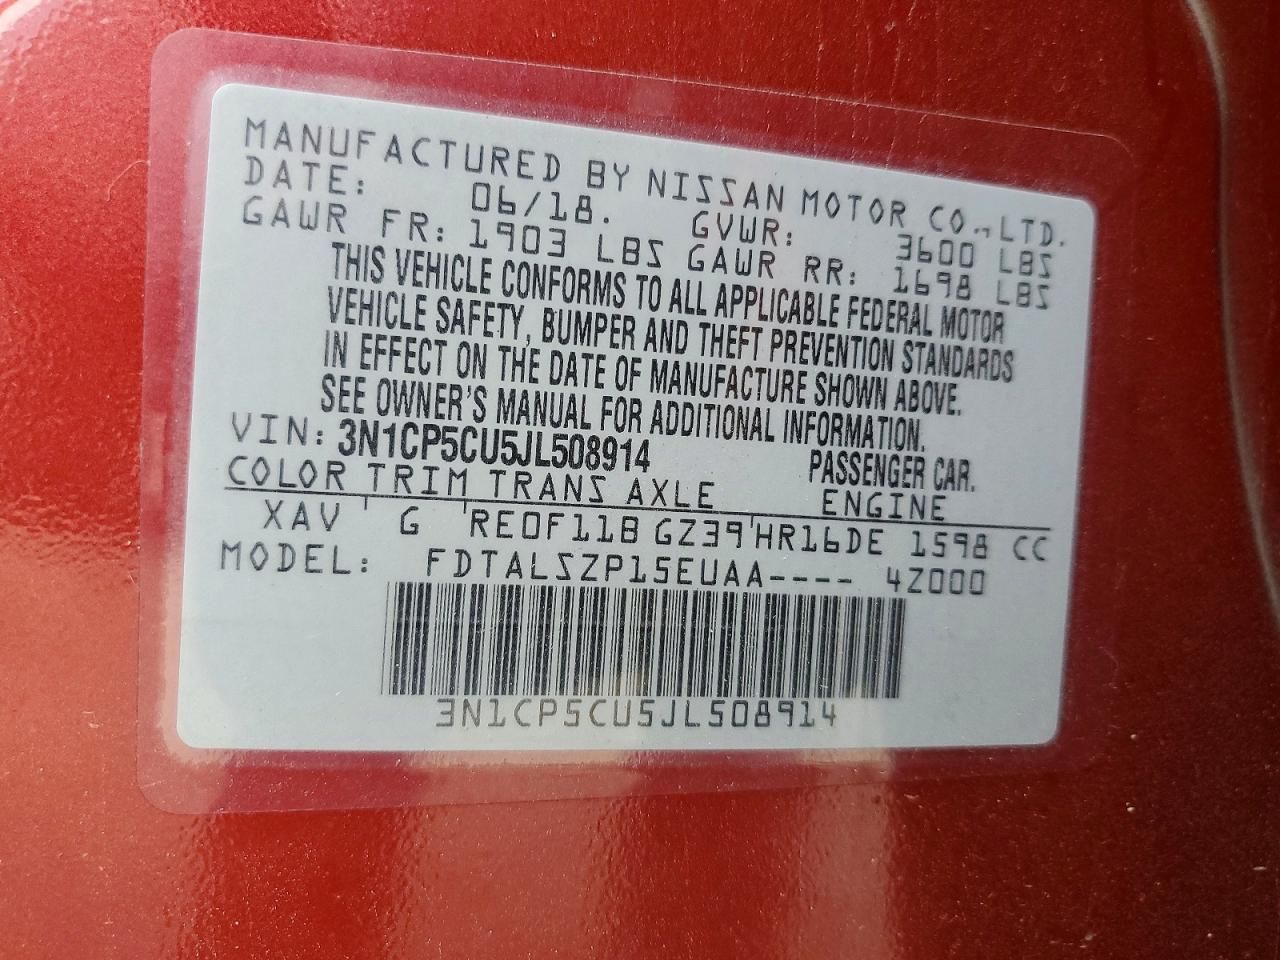 MANUFACTURED BY NISSAN MOTOR CO.,LTD.
DATE: 06/18. GVWR: 3600 LBS
GAWR FR: 1903 LBS GAWR RR: 1698 LBS
THIS VEHICLE CONFORMS TO ALL APPLICABLE FEDERAL MOTOR
VEHICLE SAFETY, BUMPER AND THEFT PREVENTION STANDARDS
IN EFFECT ON THE DATE OF MANUFACTURE SHOWN ABOVE.
SEE OWNER'S MANUAL FOR ADDITIONAL INFORMATION.
VIN: 3N1CP5CU5JL508914 PASSENGER CAR.
COLOR TRIM TRANS AXLE ENGINE
XAV G RE0F11B GZ39 HR16DE 1598 CC
MODEL: FDTALSZP15EUAA---- 4Z000
3N1CP5CU5JL508914